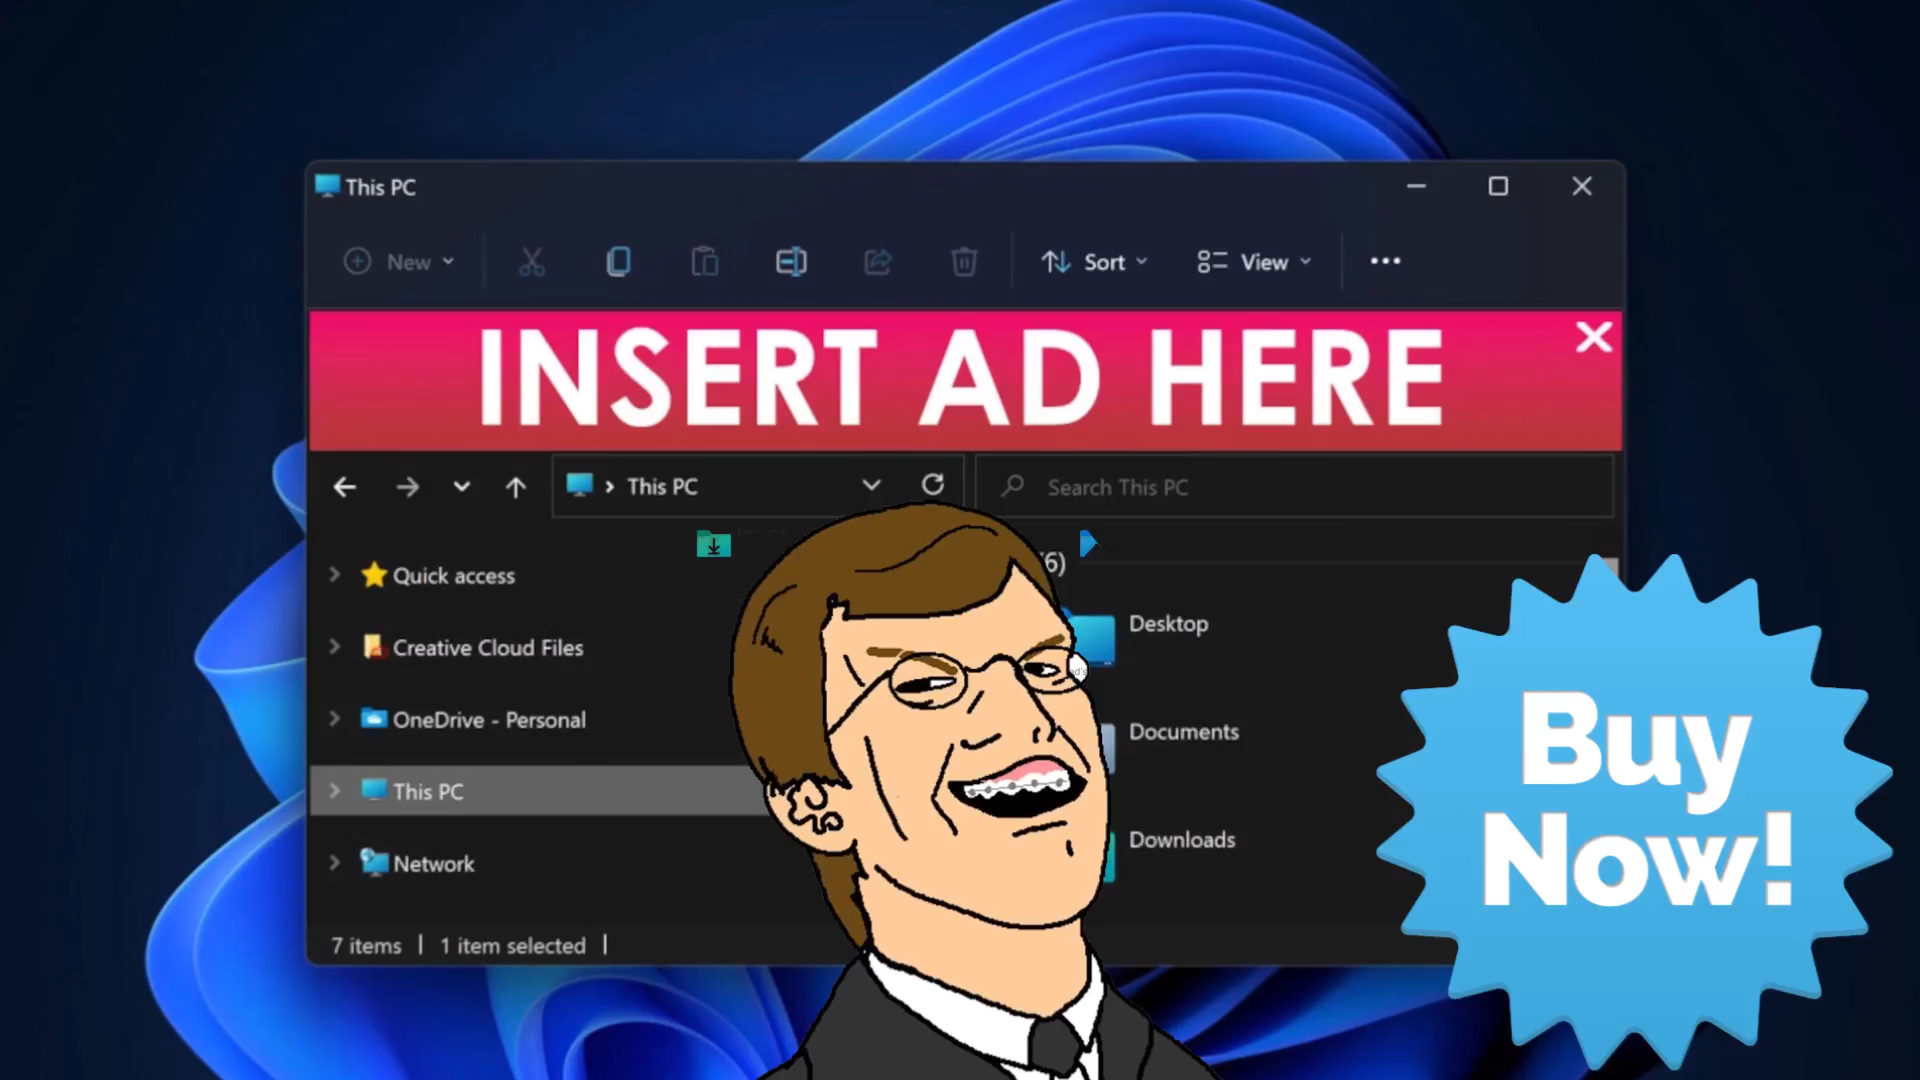 This PC
New
Sort
View
INSERT AD HERE
This PC
Search This PC
(6)
Quick access
Desktop
Creative Cloud Files
OneDrive - Personal
Documents
This PC
Downloads
Network
7 items
1 item selected
Buy
Now!